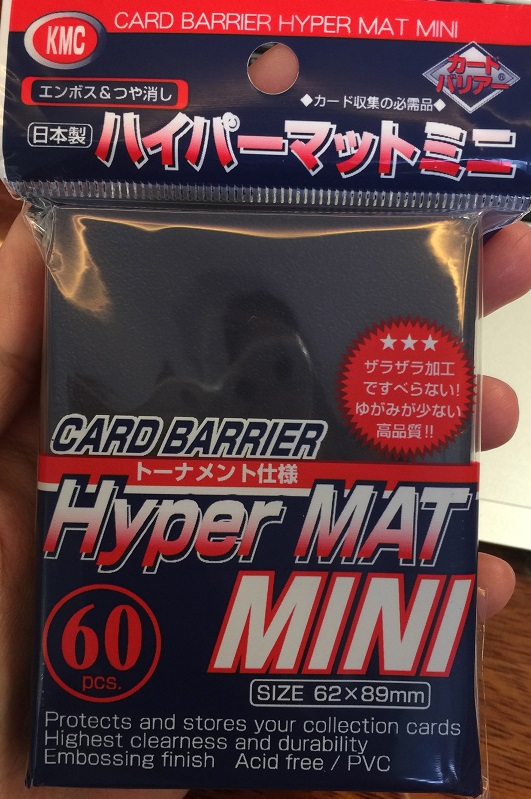 CARD BARRIER HYPER MAT MINI
KMC
カード
バリアー®
エンボス&つや消し
◆カード収集の必需品◆
日本製
ハイパーマットミニ
★★★
ザラザラ加工
ですべらない!
ゆがみが少ない
高品質!!
CARD BARRIER
トーナメント仕様
Hyper MAT
MINI
60
pcs.
SIZE 62×89mm
Protects and stores your collection cards
Highest clearness and durability
Embossing finish Acid free / PVC